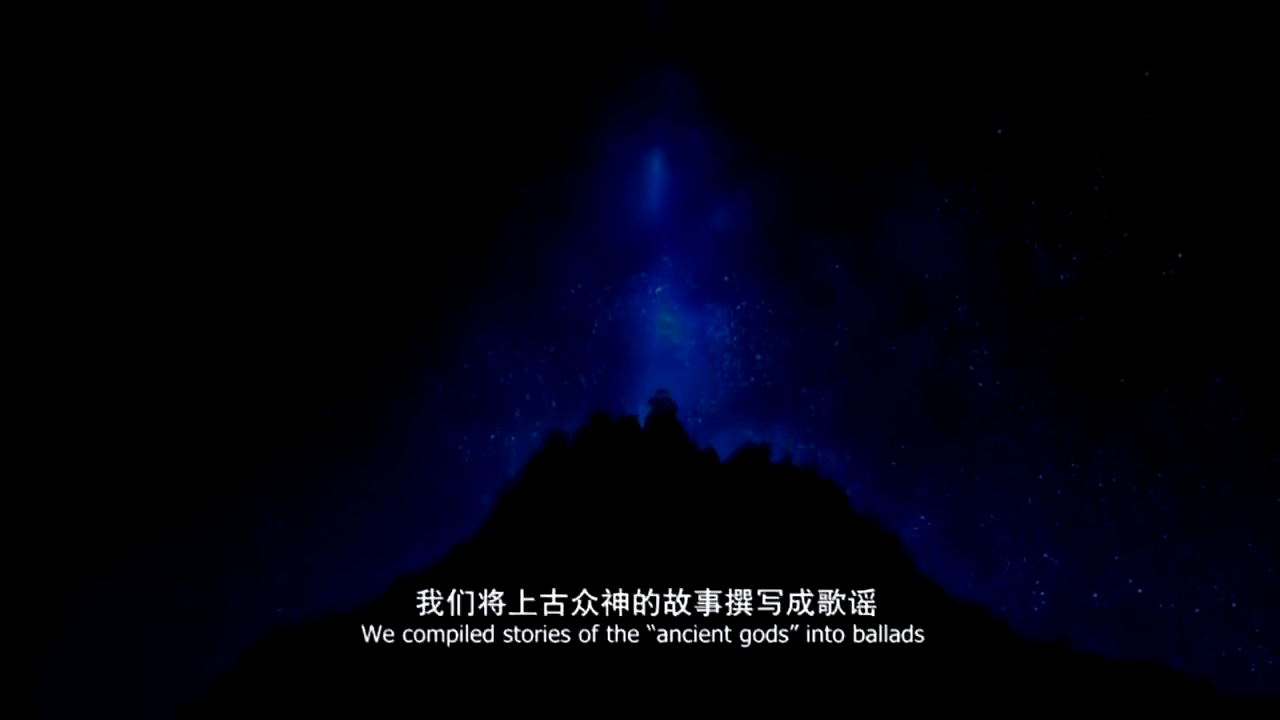 我们将上古众神的故事撰写成歌谣
We compiled stories of the “ancient gods” into ballads